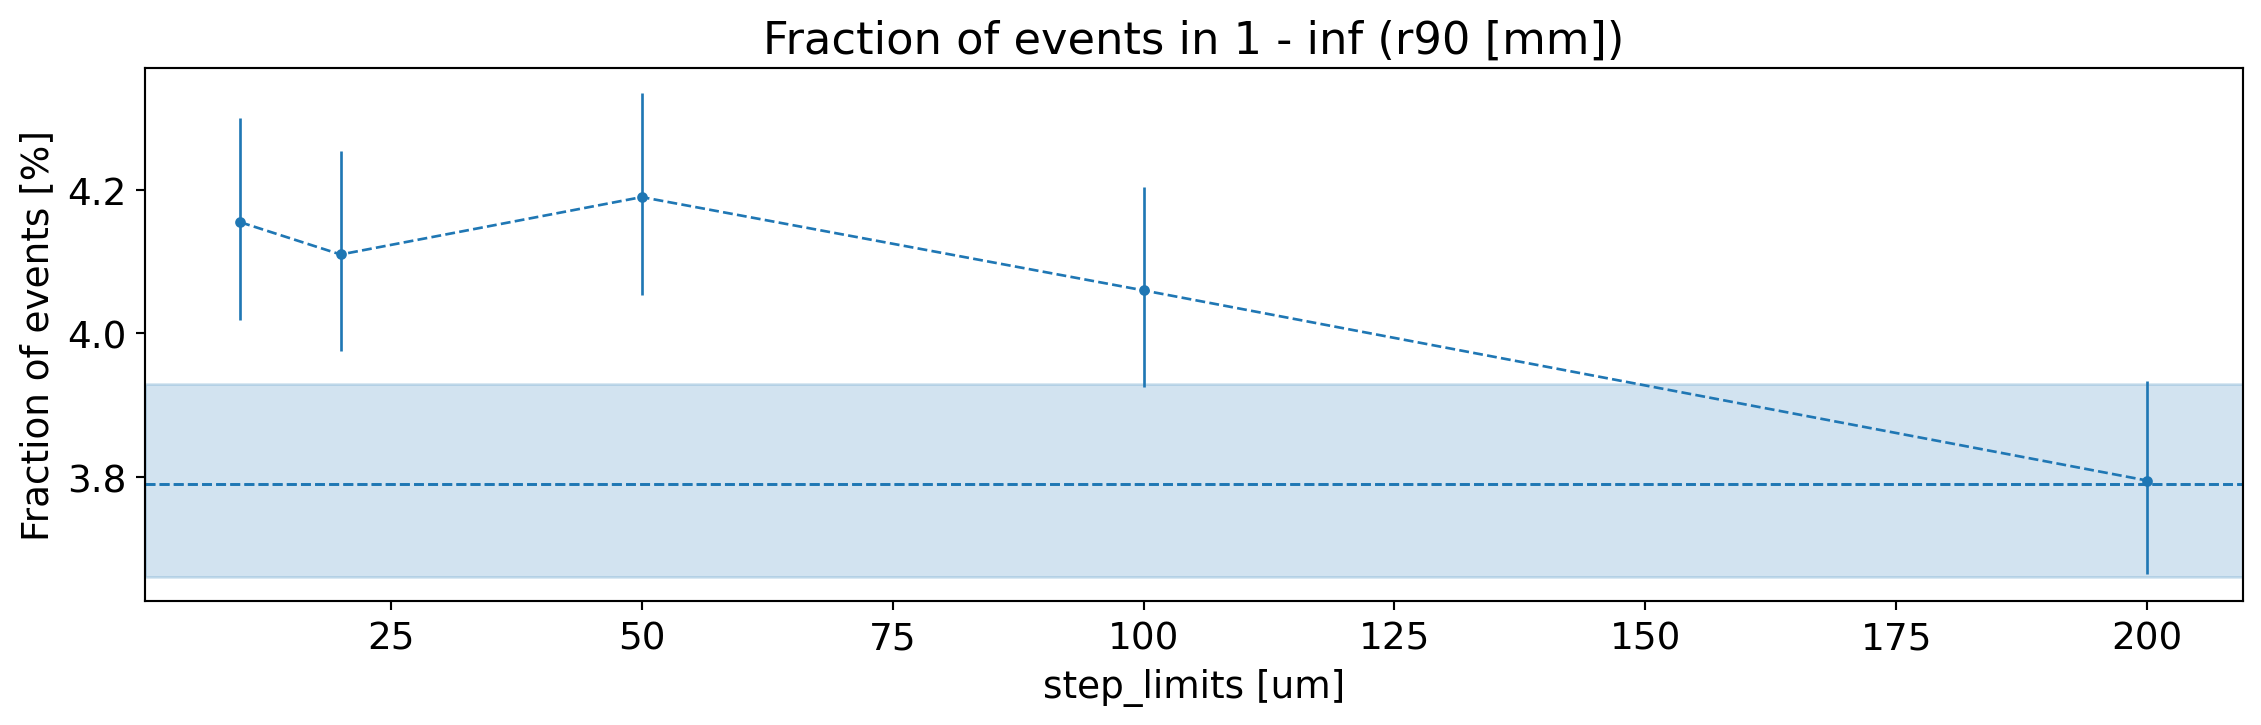 Fraction of events in 1 - inf (r90 [mm])
Fraction of events [%]
4.2
4.0
3.8
25 50 75 100 125 150 175 200
step_limits [um]